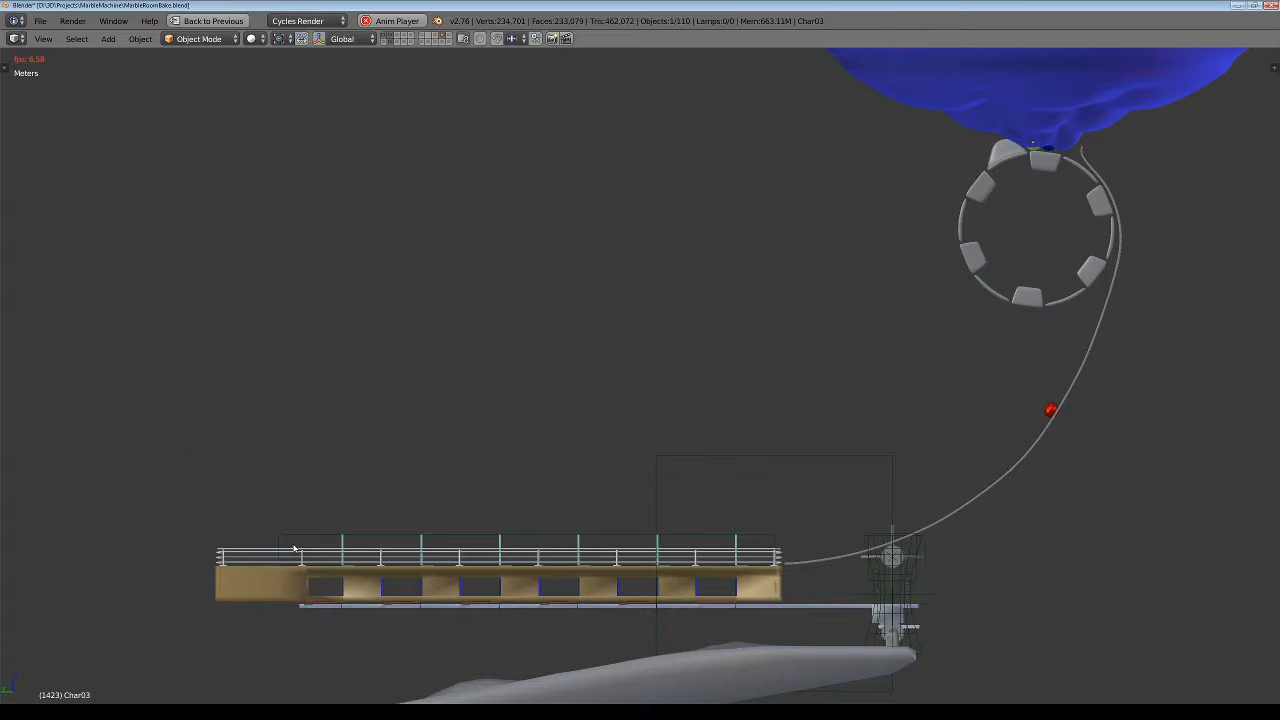 Blender* [D:\3D\Projects\MarbleMachine\MarbleRoomBake.blend]
File Render Window Help Back to Previous Cycles Render Anim Player v2.76 | Verts:234,701 | Faces:233,079 | Tris:462,072 | Objects:1/110 | Lamps:0/0 | Mem:663.11M | Char03
View Select Add Object Object Mode Global
fps: 6.58
Meters
(1423) Char03